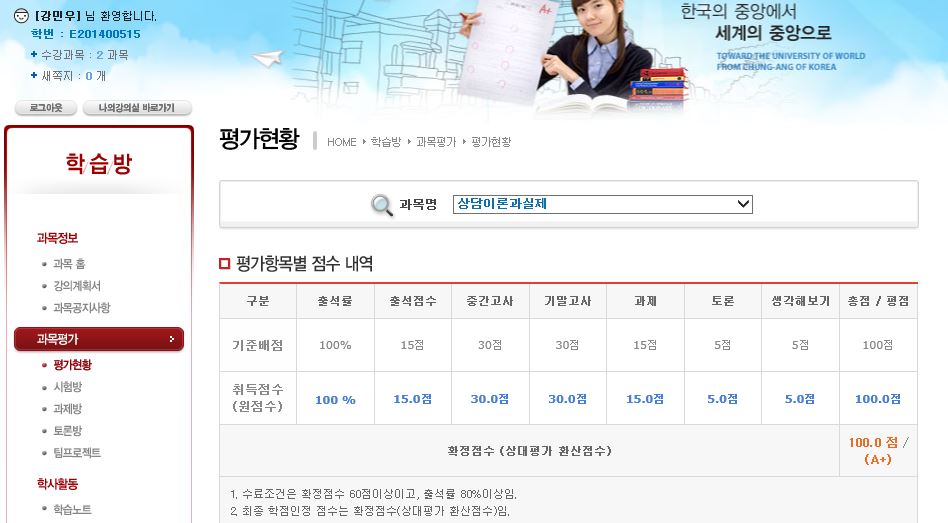 [강민우] 님 환영합니다.
학번 : E201400515
수강과목 : 2 과목
새쪽지 : 0 개
로그아웃
나의강의실 바로가기
A+
한국의 중앙에서
세계의 중앙으로
TOWARD THE UNIVERSITY OF WORLD
FROM CHUNG-ANG OF KOREA
학/습/방
과목정보
과목 홈
강의계획서
과목공지사항
과목평가
평가현황
시험방
과제방
토론방
팀프로젝트
학사활동
학습노트
평가현황
HOME 학습방 과목평가 평가현황
과목명 상담이론과실제
평가항목별 점수 내역
구분 출석률 출석점수 중간고사 기말고사 과제 토론 생각해보기 총점 / 평점
기준배점 100% 15점 30점 30점 15점 5점 5점 100점
취득점수
(원점수) 100 % 15.0점 30.0점 30.0점 15.0점 5.0점 5.0점 100.0점
확정점수 (상대평가 환산점수) 100.0 점 /
(A+)
1. 수료조건은 확정점수 60점이상이고, 출석률 80%이상임.
2. 최종 학점인정 점수는 확정점수(상대평가 환산점수)임.